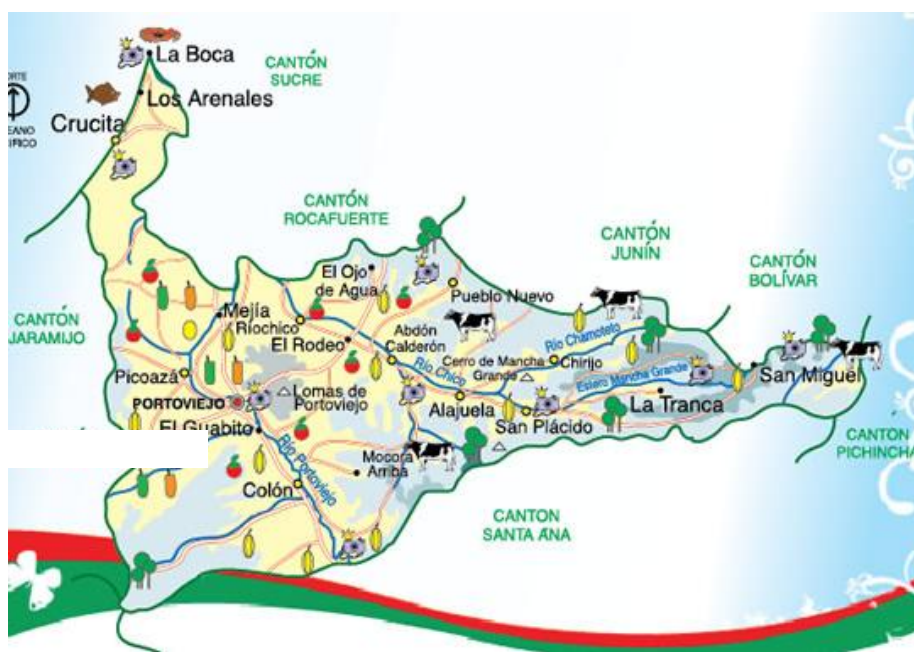 La Boca
CANTÓN
SUCRE
Los Arenales
Crucita
CANTÓN
ROCAFUERTE
CANTÓN
JUNÍN
CANTÓN
BOLÍVAR
El Ojo
de Agua
Pueblo Nuevo
CANTÓN
JARAMIJO
Mejía
Ríochico
El Rodeo
Abdón
Calderón
Río Chamoteto
Cerro de Mancha
Grande
Chirijo
Río Chico
Estero Mancha Grande
San Miguel
Picoazá
PORTOVIEJO
Lomas de
Portoviejo
Alajuela
La Tranca
San Plácido
El Guabito
Río Portoviejo
Mocora
Arriba
CANTÓN
PICHINCHA
Colón
CANTON
SANTA ANA